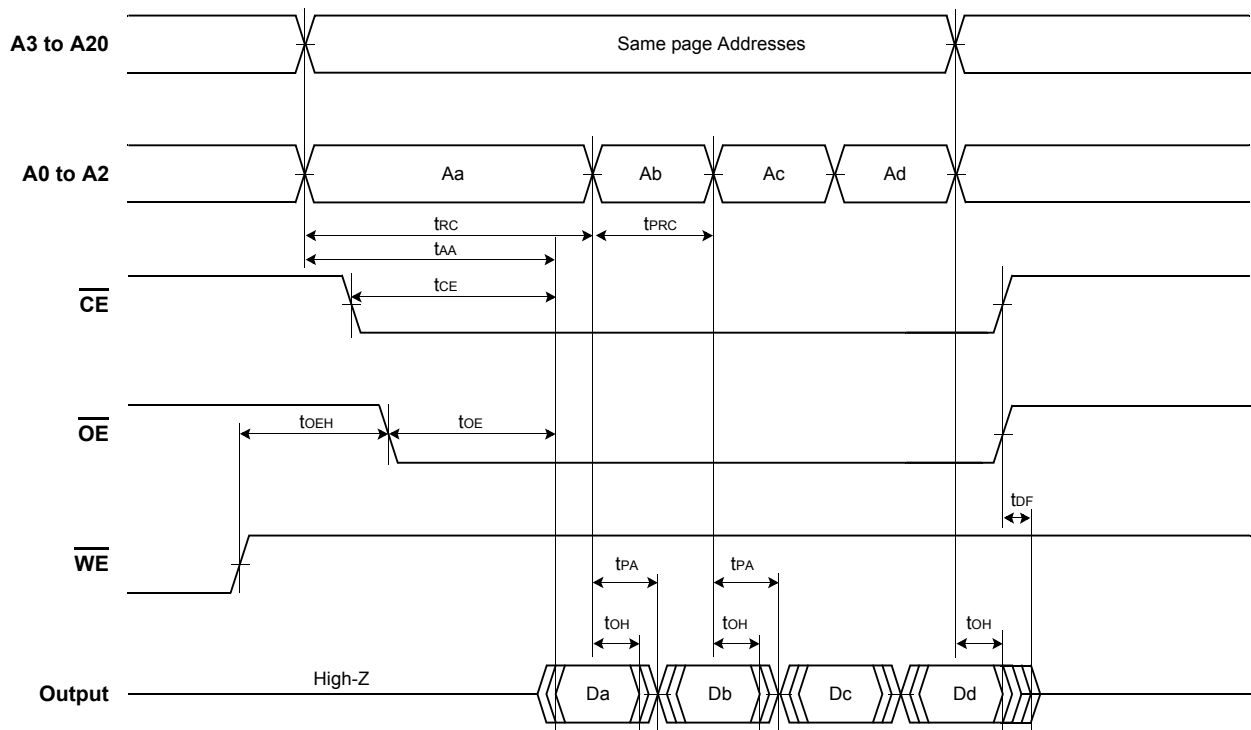 A3 to A20
Same page Addresses
A0 to A2
Aa
Ab
Ac
Ad
tRC
tPRC
tAA
CE
tCE
OE
tOEH
tOE
tDF
WE
tPA
tPA
tOH
tOH
tOH
Output
High-Z
Da
Db
Dc
Dd